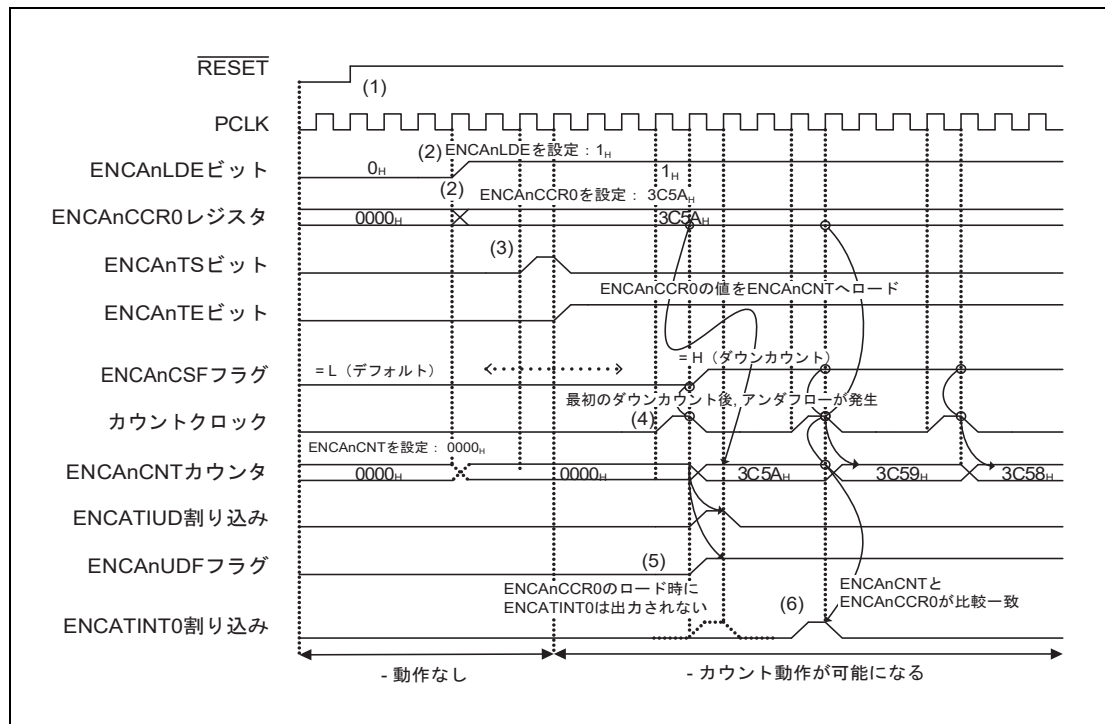 RESET
(1)
PCLK
ENCAnLDEビット
0H
(2) ENCAnLDEを設定：1H
1H
ENCAnCCR0レジスタ
0000H
(2)
ENCAnCCR0を設定： 3C5AH
3C5AH
ENCAnTSビット
(3)
ENCAnCCR0の値をENCAnCNTへロード
ENCAnTEビット
ENCAnCSFフラグ
= L（デフォルト）
= H（ダウンカウント）
最初のダウンカウント後, アンダフローが発生
カウントクロック
(4)
ENCAnCNTを設定： 0000H
ENCAnCNTカウンタ
0000H
0000H
3C5AH
3C59H
3C58H
ENCATIUD割り込み
ENCAnUDFフラグ
(5)
ENCAnCCR0のロード時に
ENCATINT0は出力されない
(6)
ENCAnCNTと
ENCAnCCR0が比較一致
ENCATINT0割り込み
- 動作なし
- カウント動作が可能になる